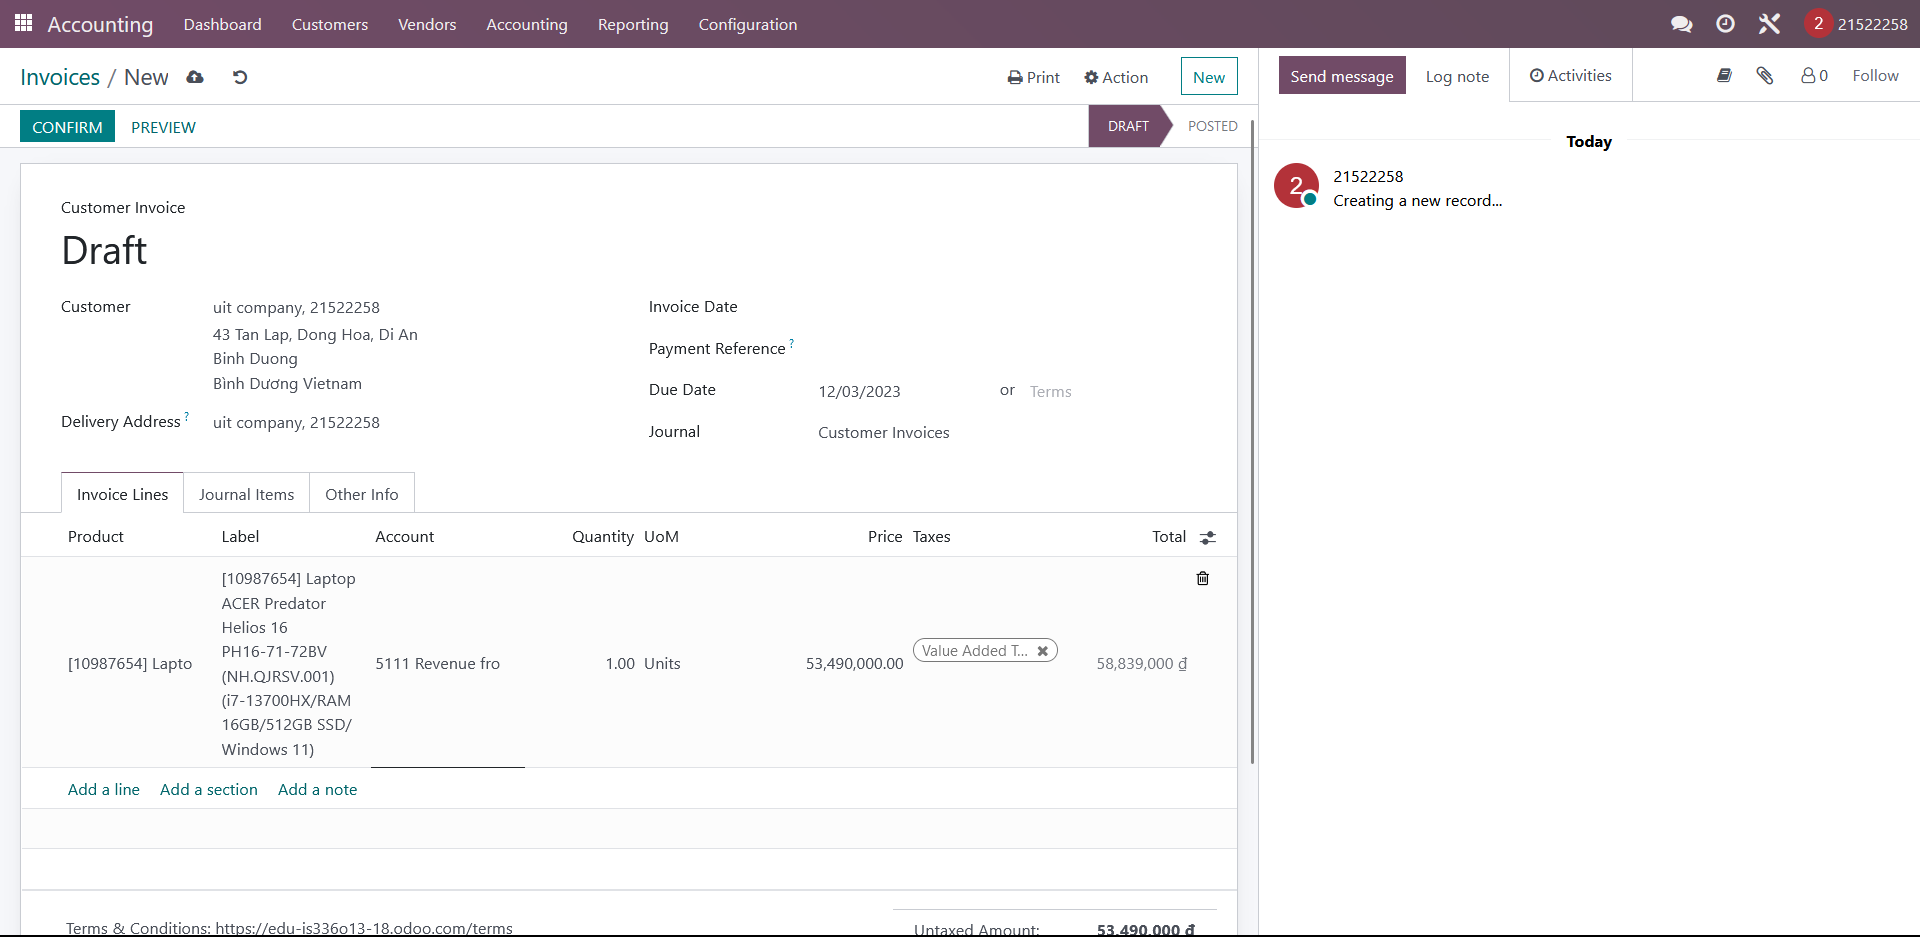 Accounting Dashboard Customers Vendors Accounting Reporting Configuration 2 21522258
Invoices / New Print Action New
CONFIRM PREVIEW DRAFT POSTED
Customer Invoice
Draft
Customer uit company, 21522258
43 Tan Lap, Dong Hoa, Di An
Binh Duong
Bình Dương Vietnam
Delivery Address ? uit company, 21522258
Invoice Date
Payment Reference ?
Due Date 12/03/2023 or Terms
Journal Customer Invoices
Invoice Lines Journal Items Other Info
Product Label Account Quantity UoM Price Taxes Total
[10987654] Lapto
[10987654] Laptop
ACER Predator
Helios 16
PH16-71-72BV
(NH.QJRSV.001)
(i7-13700HX/RAM
16GB/512GB SSD/
Windows 11)
5111 Revenue fro 1.00 Units 53,490,000.00 Value Added T... 58,839,000 ₫
Add a line Add a section Add a note
Terms & Conditions: https://edu-is336o13-18.odoo.com/terms
Untaxed Amount: 53,490,000 ₫
Send message Log note Activities 0 Follow
Today
2 21522258
Creating a new record...